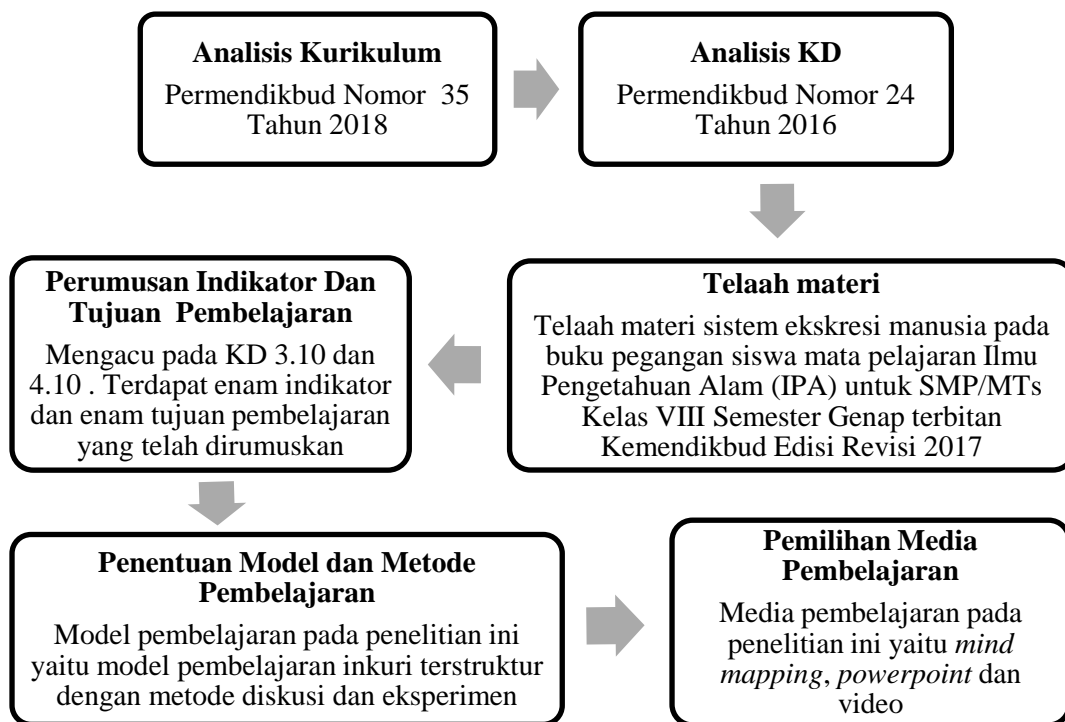 Analisis Kurikulum
Permendikbud Nomor 35
Tahun 2018
Analisis KD
Permendikbud Nomor 24
Tahun 2016
Telaah materi
Telaah materi sistem ekskresi manusia pada
buku pegangan siswa mata pelajaran Ilmu
Pengetahuan Alam (IPA) untuk SMP/MTs
Kelas VIII Semester Genap terbitan
Kemendikbud Edisi Revisi 2017
Perumusan Indikator Dan
Tujuan Pembelajaran
Mengacu pada KD 3.10 dan
4.10 . Terdapat enam indikator
dan enam tujuan pembelajaran
yang telah dirumuskan
Penentuan Model dan Metode
Pembelajaran
Model pembelajaran pada penelitian ini
yaitu model pembelajaran inkuri terstruktur
dengan metode diskusi dan eksperimen
Pemilihan Media
Pembelajaran
Media pembelajaran pada
penelitian ini yaitu mind
mapping, powerpoint dan
video